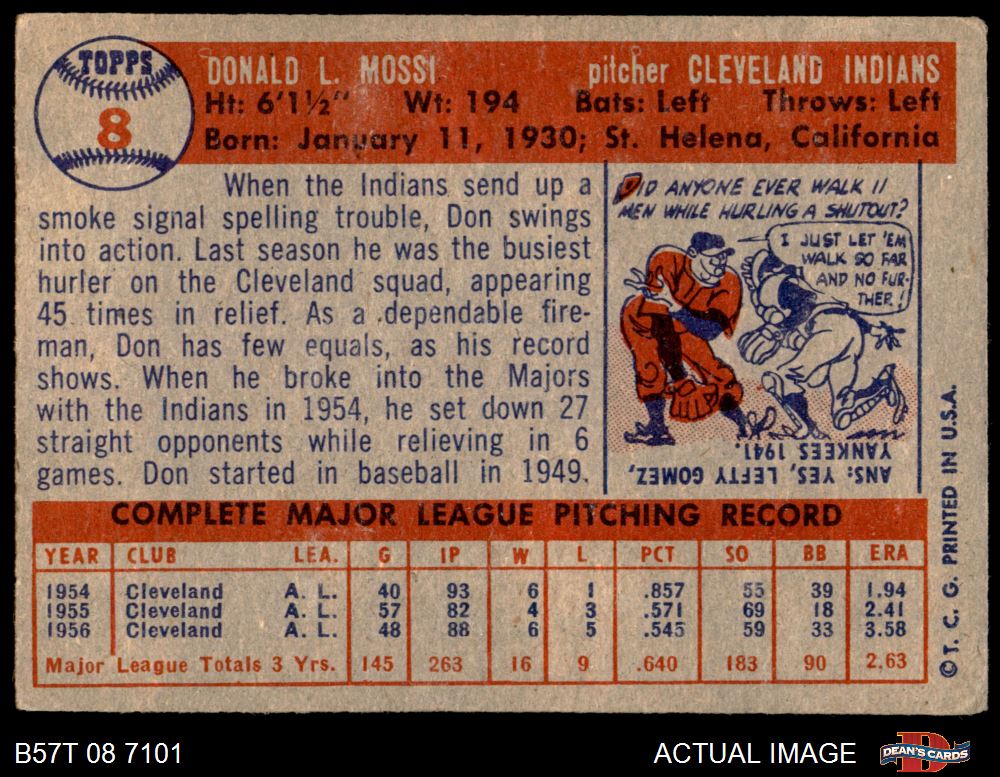 TOPPS
8
DONALD L. MOSSI pitcher CLEVELAND INDIANS
Ht: 6'1½" Wt: 194 Bats: Left Throws: Left
Born: January 11, 1930; St. Helena, California
When the Indians send up a
smoke signal spelling trouble, Don swings
into action. Last season he was the busiest
hurler on the Cleveland squad, appearing
45 times in relief. As a dependable fire-
man, Don has few equals, as his record
shows. When he broke into the Majors
with the Indians in 1954, he set down 27
straight opponents while relieving in 6
games. Don started in baseball in 1949.
DID ANYONE EVER WALK 11
MEN WHILE HURLING A SHUTOUT?
I JUST LET 'EM
WALK SO FAR
AND NO FUR-
THER!
ANS: YES, LEFTY GOMEZ,
YANKEES 1941.
COMPLETE MAJOR LEAGUE PITCHING RECORD
YEAR CLUB LEA. G IP W L PCT SO BB ERA
1954 Cleveland A. L. 40 93 6 1 .857 55 39 1.94
1955 Cleveland A. L. 57 82 4 3 .571 69 18 2.41
1956 Cleveland A. L. 48 88 6 5 .545 59 33 3.58
Major League Totals 3 Yrs. 145 263 16 9 .640 183 90 2.63
© T. C. G. PRINTED IN U.S.A.
B57T 08 7101 ACTUAL IMAGE
DEAN'S CARDS